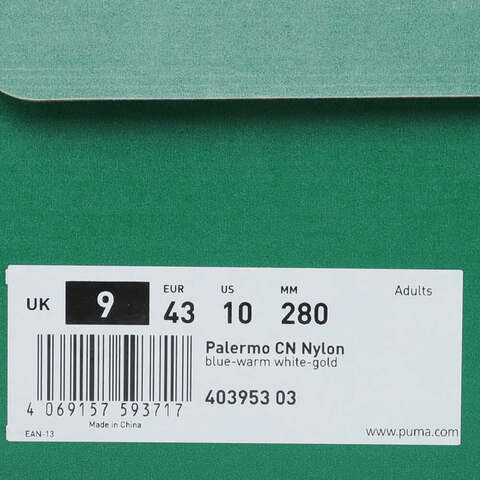 EUR US MM Adults
UK 9 43 10 280
Palermo CN Nylon
blue-warm white-gold
403953 03
4 069157 593717
Made in China
EAN-13
www.puma.com